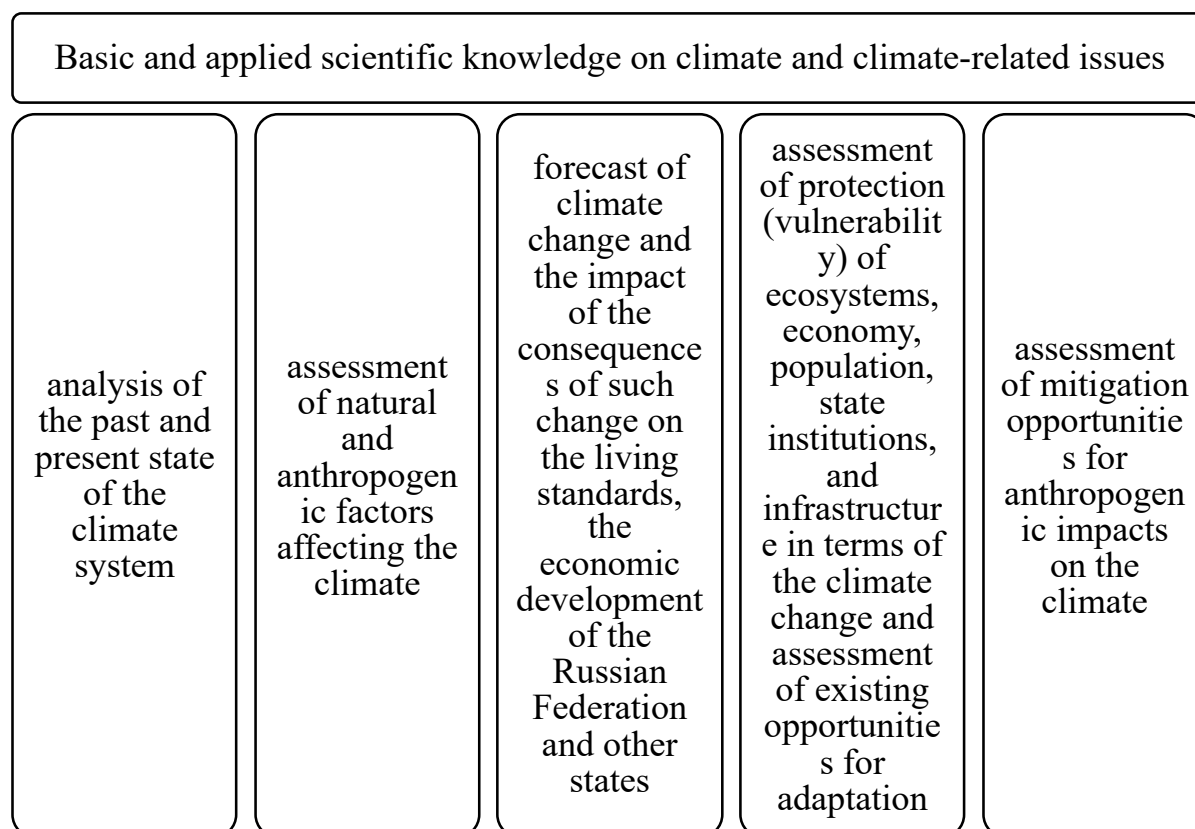 Basic and applied scientific knowledge on climate and climate-related issues
analysis of
the past and
present state
of the
climate
system
assessment
of natural
and
anthropogen
ic factors
affecting the
climate
forecast of
climate
change and
the impact
of the
consequence
s of such
change on
the living
standards,
the
economic
development
of the
Russian
Federation
and other
states
assessment
of protection
(vulnerabilit
y) of
ecosystems,
economy,
population,
state
institutions,
and
infrastructur
e in terms of
the climate
change and
assessment
of existing
opportunitie
s for
adaptation
assessment
of mitigation
opportunitie
s for
anthropogen
ic impacts
on the
climate